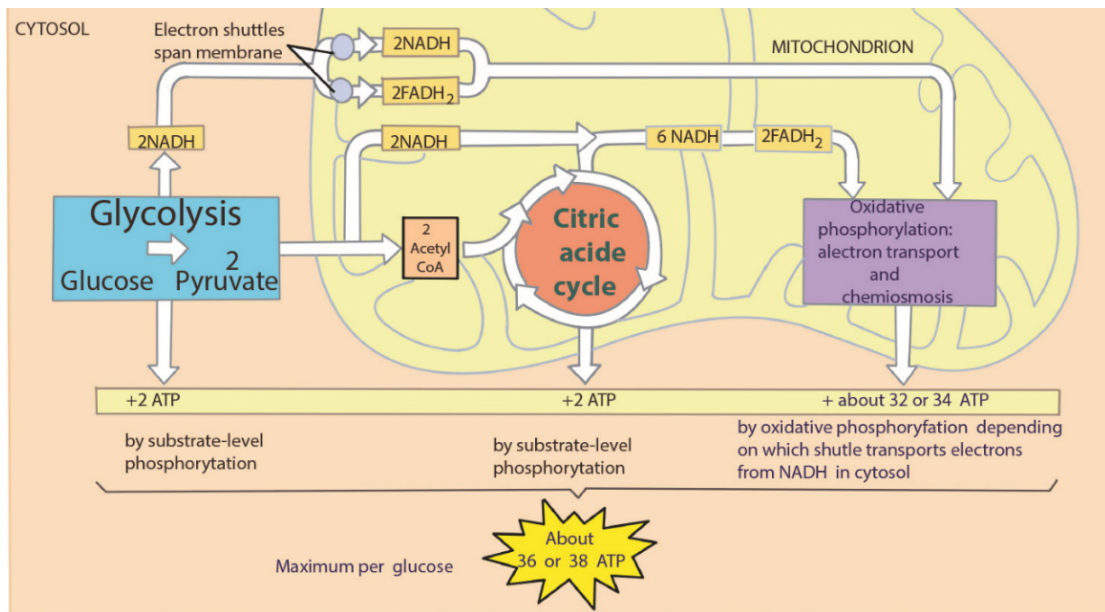 CYTOSOL
Electron shuttles
span membrane
2NADH
2FADH2
MITOCHONDRION
2NADH
2NADH
6 NADH
2FADH2
Glycolysis
Glucose
2
Pyruvate
2
Acetyl
CoA
Citric
acide
cycle
Oxidative
phosphorylation:
alectron transport
and
chemiosmosis
+2 ATP
+2 ATP
+ about 32 or 34 ATP
by substrate-level
phosphorytation
by substrate-level
phosphorytation
by oxidative phosphoryfation depending
on which shutle transports electrons
from NADH in cytosol
Maximum per glucose
About
36 or 38 ATP